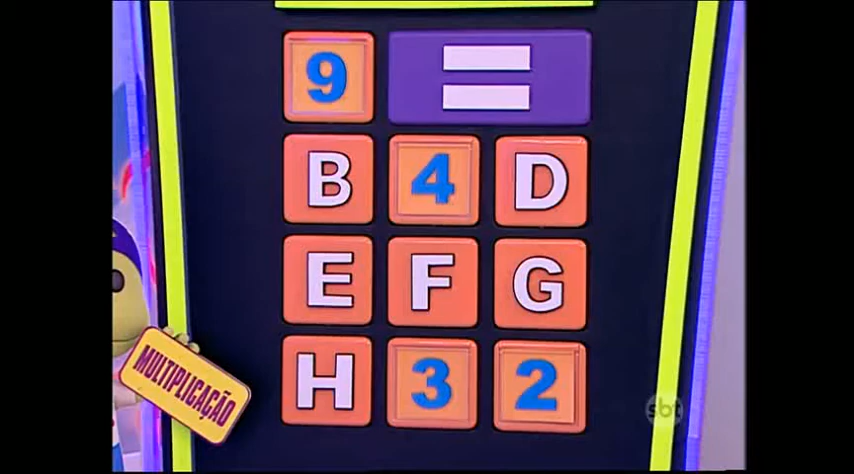 9 =
B 4 D
E F G
H 3 2
MULTIPLICAÇÃO
sbt